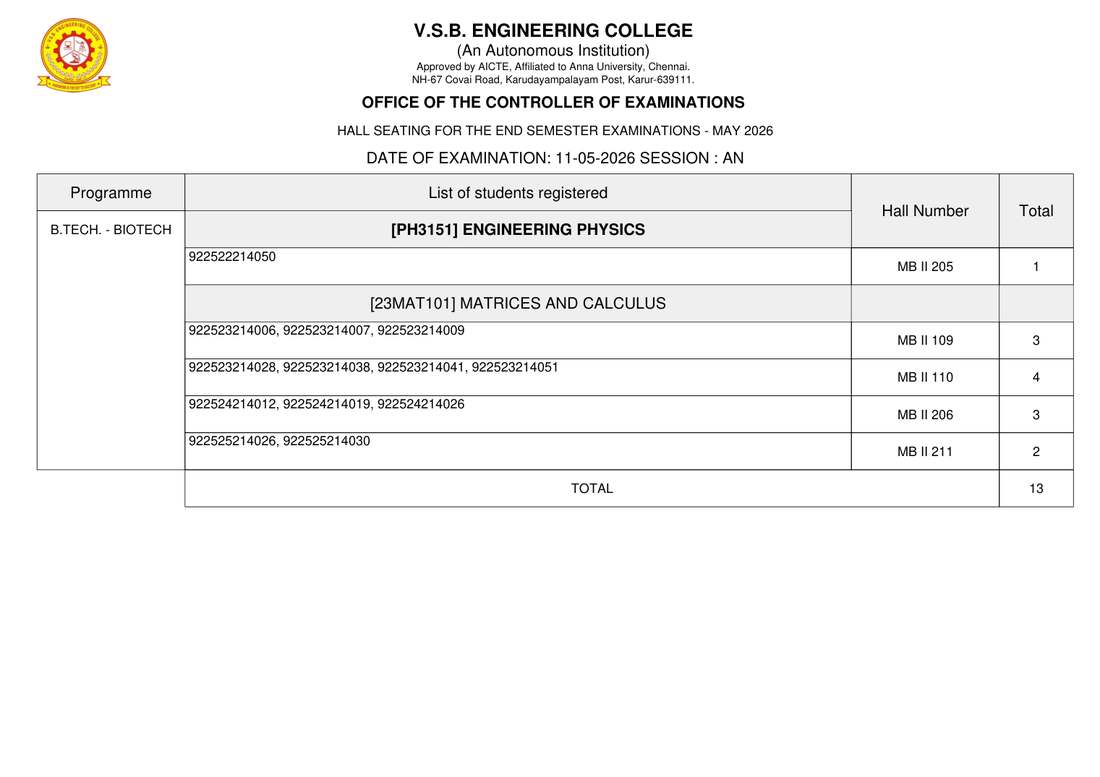 V.S.B. ENGINEERING COLLEGE
(An Autonomous Institution)
Approved by AICTE, Affiliated to Anna University, Chennai.
NH-67 Covai Road, Karudayampalayam Post, Karur-639111.
OFFICE OF THE CONTROLLER OF EXAMINATIONS
HALL SEATING FOR THE END SEMESTER EXAMINATIONS - MAY 2026
DATE OF EXAMINATION: 11-05-2026 SESSION : AN
Programme List of students registered Hall Number Total
B.TECH. - BIOTECH [PH3151] ENGINEERING PHYSICS
922522214050 MB II 205 1
[23MAT101] MATRICES AND CALCULUS
922523214006, 922523214007, 922523214009 MB II 109 3
922523214028, 922523214038, 922523214041, 922523214051 MB II 110 4
922524214012, 922524214019, 922524214026 MB II 206 3
922525214026, 922525214030 MB II 211 2
TOTAL 13